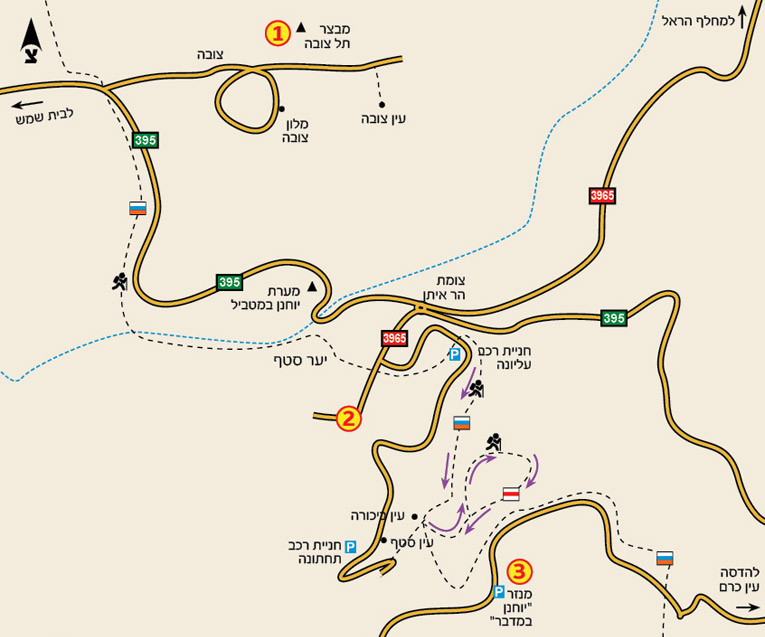 למחלף הראל
1
מבצר
תל צובה
צובה
צ
לבית שמש
מלון
צובה
עין צובה
395
3965
צומת
הר איתן
מערת
יוחנן במטביל
395
395
3965
יער סטף
P
חניית רכב
עליונה
2
עין ביכורה
עין סטף
חניית רכב
תחתונה
P
3
P
מנזר
"יוחנן
במדבר"
להדסה
עין כרם